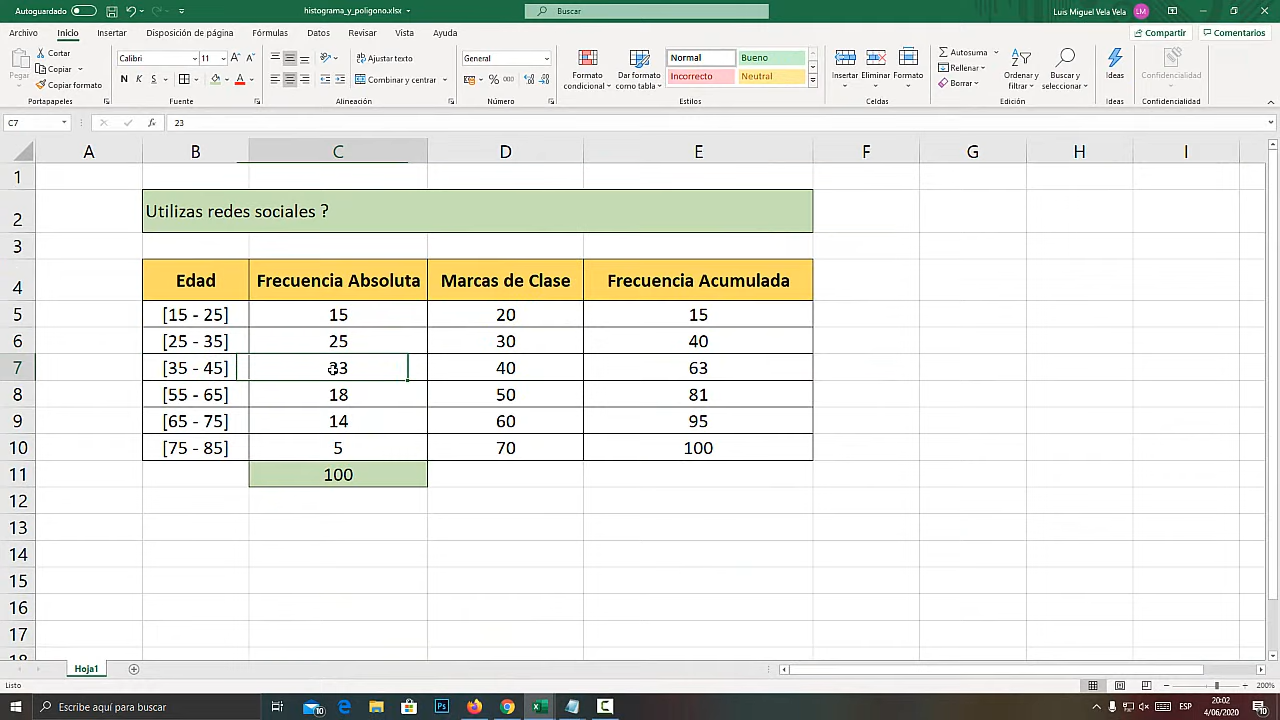 Autoguardado
histograma_y_poligono.xlsx
Buscar
Luis Miguel Vela Vela
LM
Archivo
Inicio
Insertar
Disposición de página
Fórmulas
Datos
Revisar
Vista
Ayuda
Compartir
Comentarios
Pegar
Cortar
Copiar
Copiar formato
Portapapeles
Calibri
11
N K S
Fuente
Ajustar texto
Combinar y centrar
Alineación
General
% 000
Número
Formato condicional
Dar formato como tabla
Normal
Bueno
Incorrecto
Neutral
Estilos
Insertar
Eliminar
Formato
Celdas
Autosuma
Rellenar
Borrar
Ordenar y filtrar
Buscar y seleccionar
Edición
Ideas
Ideas
Confidencialidad
Confidencialidad
C7
fx
23
A B C D E F G H I
1
2 Utilizas redes sociales ?
3
4 Edad Frecuencia Absoluta Marcas de Clase Frecuencia Acumulada
5 [15 - 25] 15 20 15
6 [25 - 35] 25 30 40
7 [35 - 45] 23 40 63
8 [55 - 65] 18 50 81
9 [65 - 75] 14 60 95
10 [75 - 85] 5 70 100
11 100
12
13
14
15
16
17
18
Hoja1
Listo
200%
Escribe aquí para buscar
ESP
20:02
4/06/2020